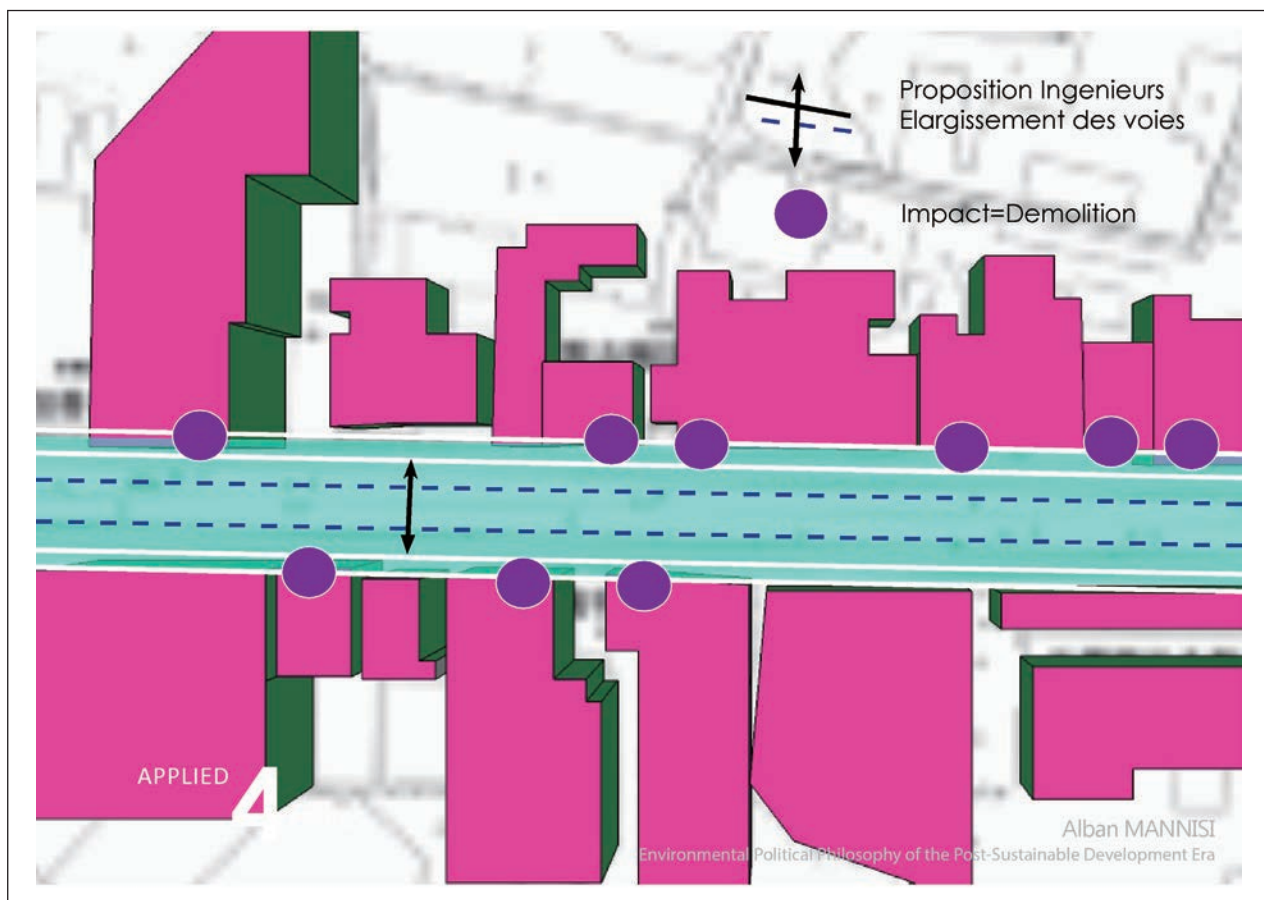 Proposition Ingenieurs
Elargissement des voies
Impact=Demolition
APPLIED
4
Alban MANNISI
Environmental Political Philosophy of the Post-Sustainable Development Era